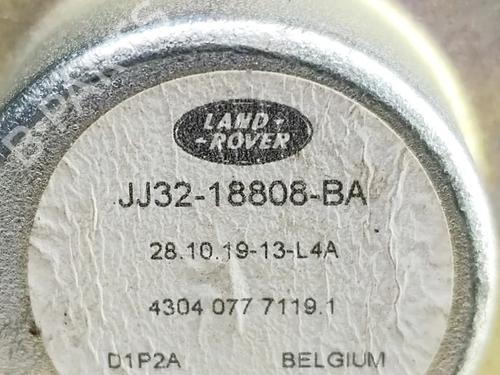 LAND-
-ROVER
JJ32-18808-BA
28.10.19-13-L4A
4304 077 7119.1
D1P2A BELGIUM
B-PARTS